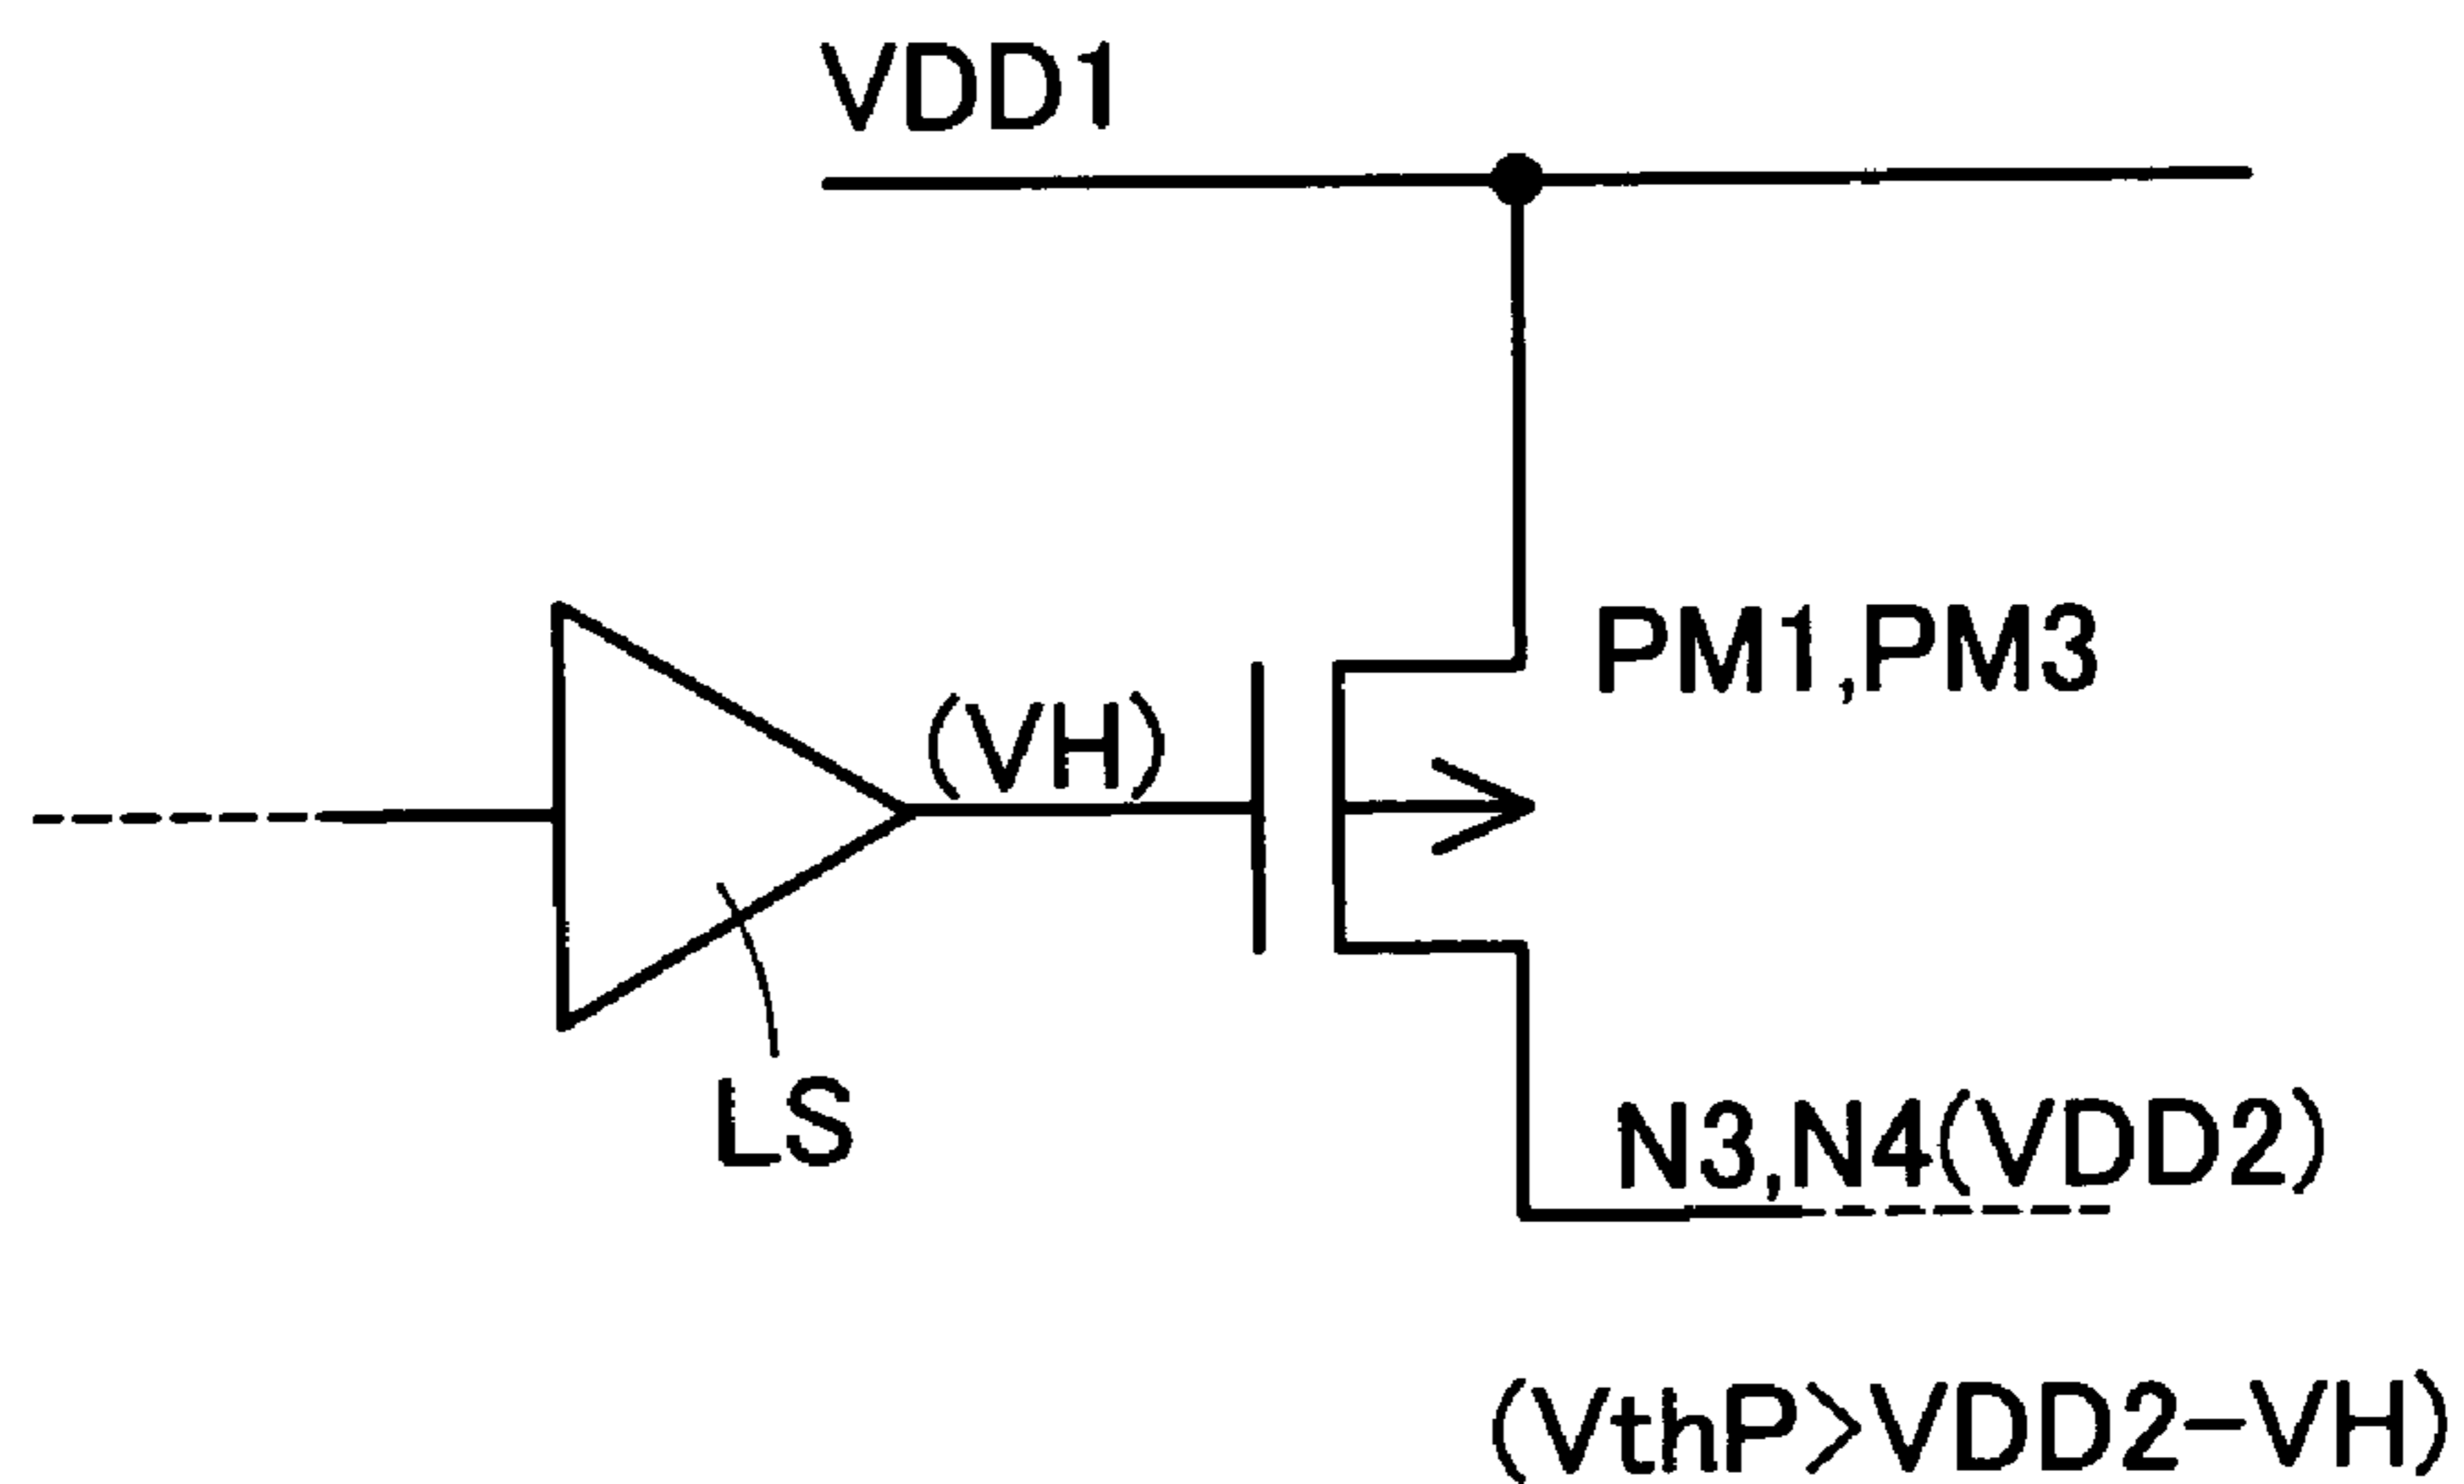 VDD1
PM1,PM3
(VH)
LS
N3,N4(VDD2)
(VthP>VDD2-VH)